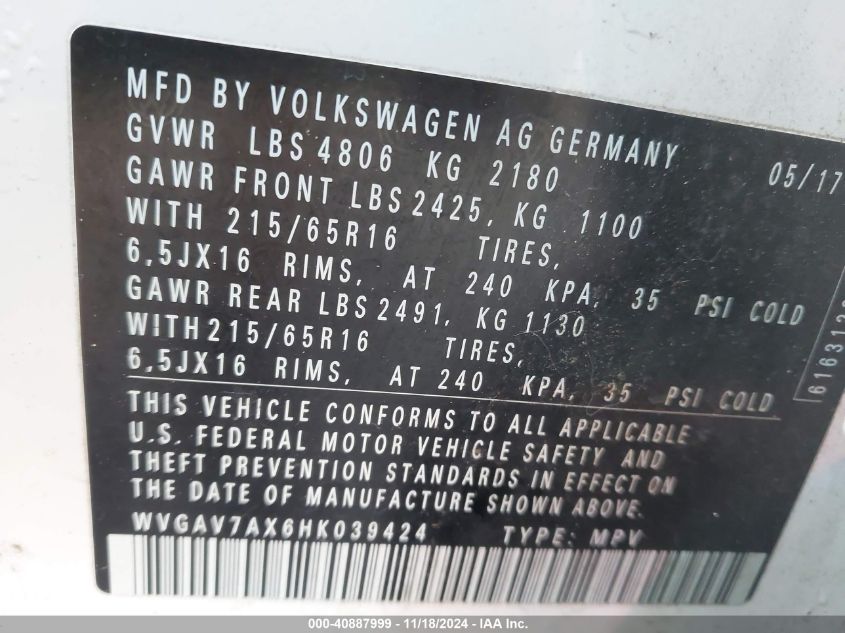 MFD BY VOLKSWAGEN AG GERMANY 05/17
GVWR LBS 4806 KG 2180
GAWR FRONT LBS 2425, KG 1100
WITH 215/65R16 TIRES,
6,5JX16 RIMS, AT 240 KPA, 35 PSI COLD
GAWR REAR LBS 2491, KG 1130
WITH 215/65R16 TIRES,
6,5JX16 RIMS, AT 240 KPA, 35 PSI COLD
THIS VEHICLE CONFORMS TO ALL APPLICABLE
U.S. FEDERAL MOTOR VEHICLE SAFETY AND
THEFT PREVENTION STANDARDS IN EFFECT ON
THE DATE OF MANUFACTURE SHOWN ABOVE.
WVGAV7AX6HK039424 TYPE: MPV
000-40887999 - 11/18/2024 - IAA Inc.